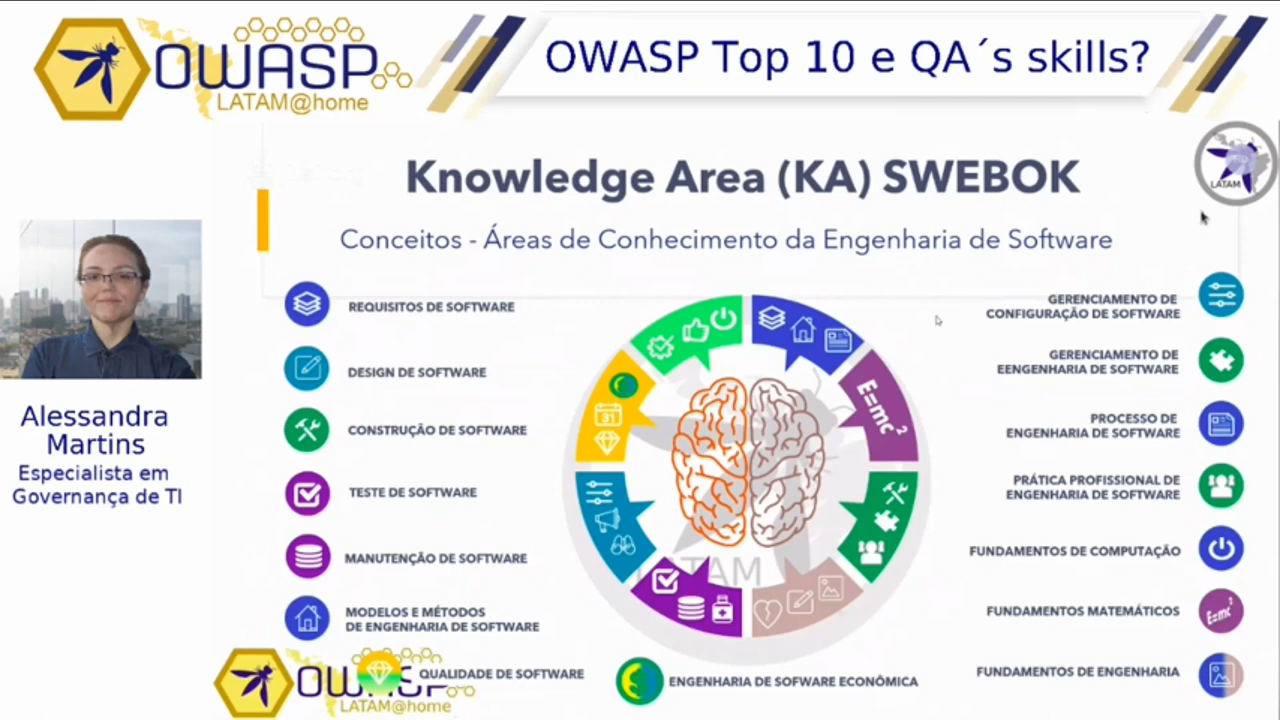 OWASP
LATAM@home
OWASP Top 10 e QA´s skills?
LATAM
Knowledge Area (KA) SWEBOK
Conceitos - Áreas de Conhecimento da Engenharia de Software
Alessandra
Martins
Especialista em
Governança de TI
REQUISITOS DE SOFTWARE
DESIGN DE SOFTWARE
CONSTRUÇÃO DE SOFTWARE
TESTE DE SOFTWARE
MANUTENÇÃO DE SOFTWARE
MODELOS E MÉTODOS
DE ENGENHARIA DE SOFTWARE
QUALIDADE DE SOFTWARE
E=mc²
31
LATAM
ENGENHARIA DE SOFWARE ECONÔMICA
GERENCIAMENTO DE
CONFIGURAÇÃO DE SOFTWARE
GERENCIAMENTO DE
EENGENHARIA DE SOFTWARE
PROCESSO DE
ENGENHARIA DE SOFTWARE
PRÁTICA PROFISSIONAL DE
ENGENHARIA DE SOFTWARE
FUNDAMENTOS DE COMPUTAÇÃO
FUNDAMENTOS MATEMÁTICOS
E=mc²
FUNDAMENTOS DE ENGENHARIA
OWASP
LATAM@home